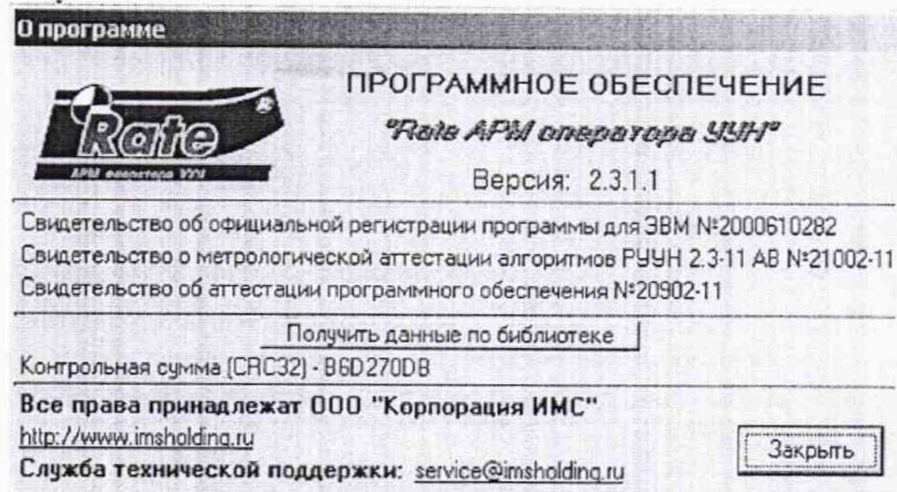 О программе
ПРОГРАММНОЕ ОБЕСПЕЧЕНИЕ
Rate®
"Rate АРМ оператора УУН"
АРМ оператора УУН
Версия: 2.3.1.1
Свидетельство об официальной регистрации программы для ЭВМ №2000610282
Свидетельство о метрологической аттестации алгоритмов РУУН 2.3-11 АВ №21002-11
Свидетельство об аттестации программного обеспечения №20902-11
Получить данные по библиотеке
Контрольная сумма (CRC32) - B6D270DB
Все права принадлежат ООО "Корпорация ИМС"
http://www.imsholding.ru
Закрыть
Служба технической поддержки: service@imsholding.ru